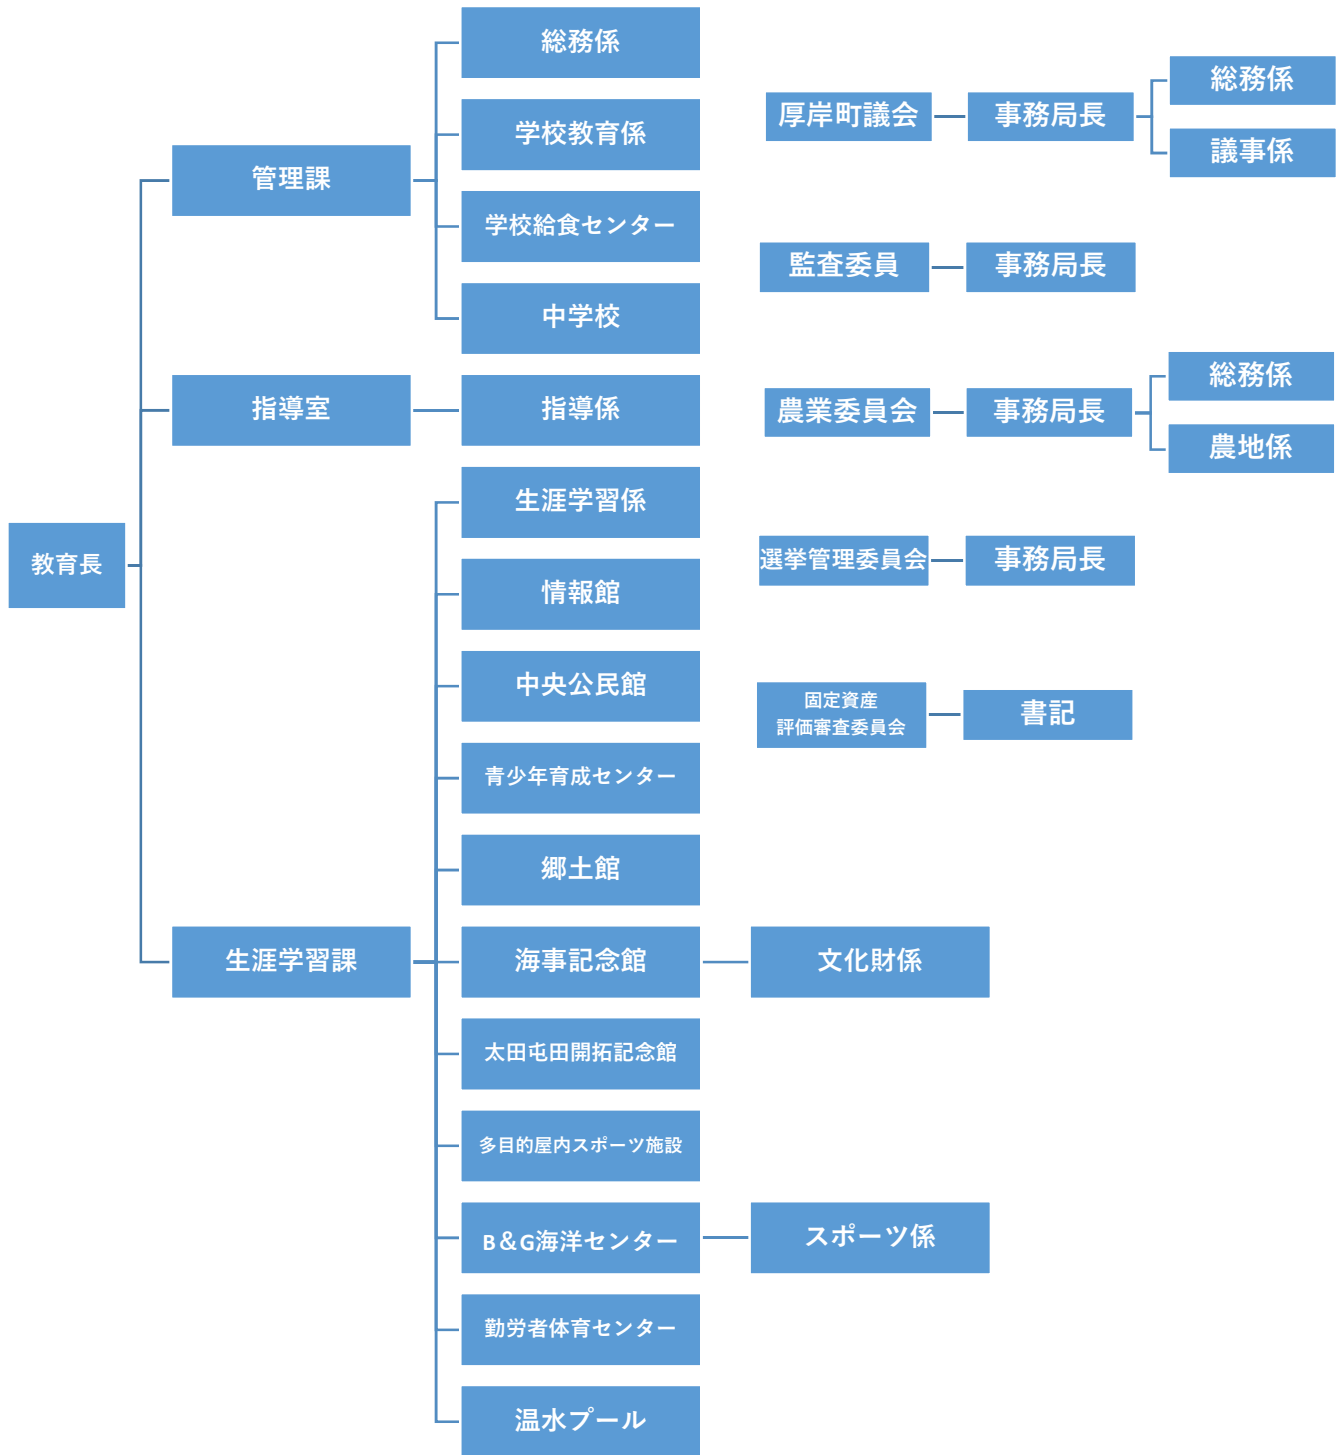 教育長
管理課
総務係
学校教育係
学校給食センター
中学校
指導室
指導係
生涯学習課
生涯学習係
情報館
中央公民館
青少年育成センター
郷土館
海事記念館
文化財係
太田屯田開拓記念館
多目的屋内スポーツ施設
B&G海洋センター
スポーツ係
勤労者体育センター
温水プール
厚岸町議会
事務局長
総務係
議事係
監査委員
事務局長
農業委員会
事務局長
総務係
農地係
選挙管理委員会
事務局長
固定資産
評価審査委員会
書記